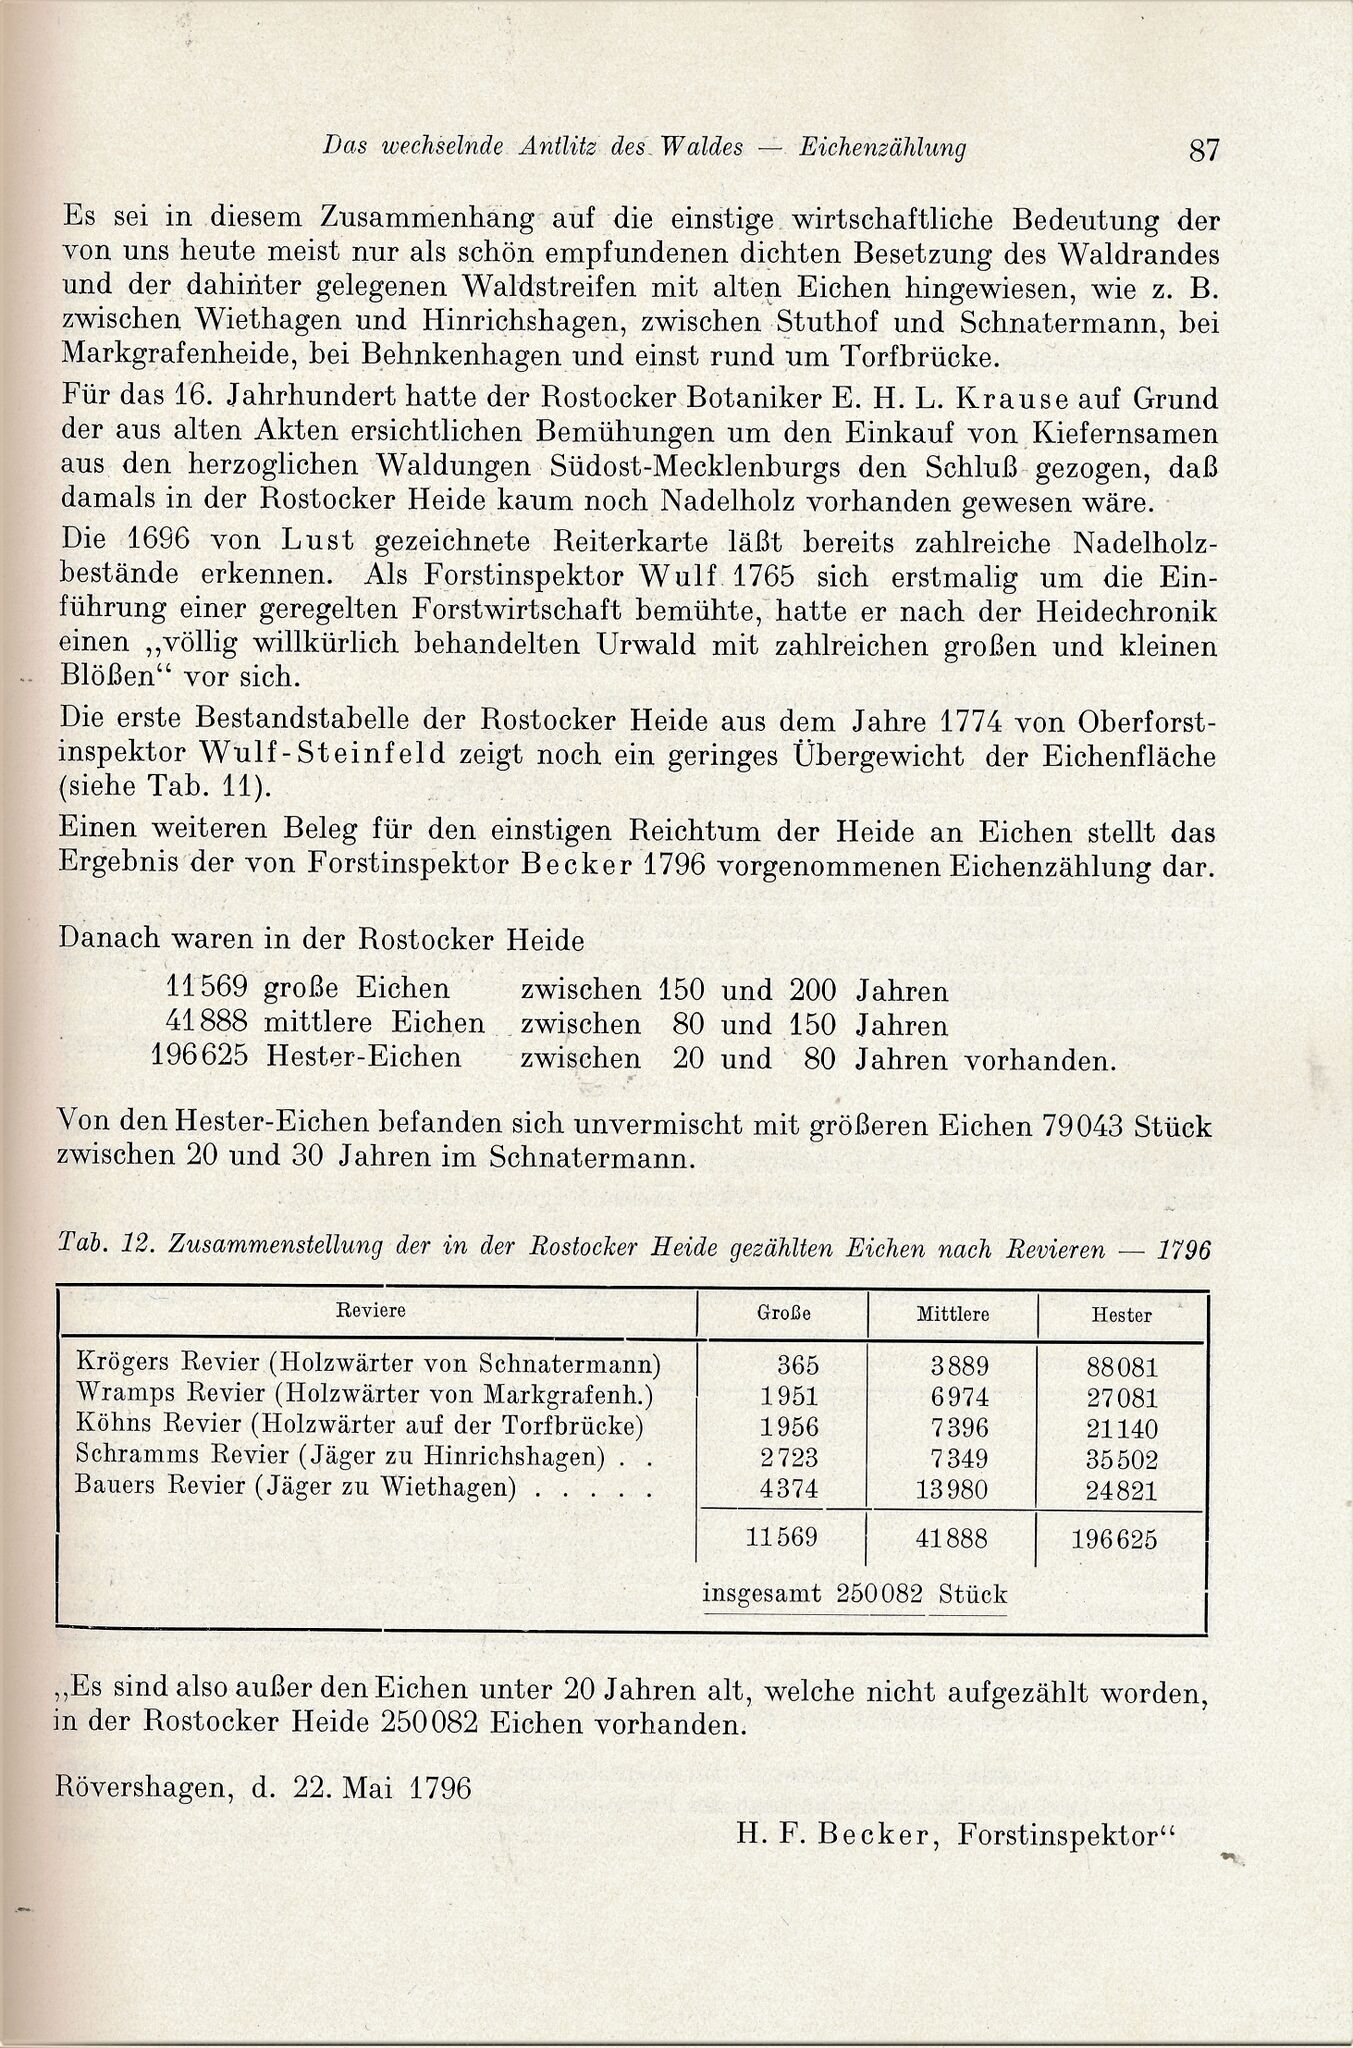 Das wechselnde Antlitz des Waldes — Eichenzählung 87
Es sei in diesem Zusammenhang auf die einstige wirtschaftliche Bedeutung der
von uns heute meist nur als schön empfundenen dichten Besetzung des Waldrandes
und der dahinter gelegenen Waldstreifen mit alten Eichen hingewiesen, wie z. B.
zwischen Wiethagen und Hinrichshagen, zwischen Stuthof und Schnatermann, bei
Markgrafenheide, bei Behnkenhagen und einst rund um Torfbrücke.
Für das 16. Jahrhundert hatte der Rostocker Botaniker E. H. L. Krause auf Grund
der aus alten Akten ersichtlichen Bemühungen um den Einkauf von Kiefernsamen
aus den herzoglichen Waldungen Südost-Mecklenburgs den Schluß gezogen, daß
damals in der Rostocker Heide kaum noch Nadelholz vorhanden gewesen wäre.
Die 1696 von Lust gezeichnete Reiterkarte läßt bereits zahlreiche Nadelholz-
bestände erkennen. Als Forstinspektor Wulf 1765 sich erstmalig um die Ein-
führung einer geregelten Forstwirtschaft bemühte, hatte er nach der Heidechronik
einen „völlig willkürlich behandelten Urwald mit zahlreichen großen und kleinen
Blößen“ vor sich.
Die erste Bestandstabelle der Rostocker Heide aus dem Jahre 1774 von Oberforst-
inspektor Wulf-Steinfeld zeigt noch ein geringes Übergewicht der Eichenfläche
(siehe Tab. 11).
Einen weiteren Beleg für den einstigen Reichtum der Heide an Eichen stellt das
Ergebnis der von Forstinspektor Becker 1796 vorgenommenen Eichenzählung dar.
Danach waren in der Rostocker Heide
11569 große Eichen zwischen 150 und 200 Jahren
41888 mittlere Eichen zwischen 80 und 150 Jahren
196625 Hester-Eichen zwischen 20 und 80 Jahren vorhanden.
Von den Hester-Eichen befanden sich unvermischt mit größeren Eichen 79043 Stück
zwischen 20 und 30 Jahren im Schnatermann.
Tab. 12. Zusammenstellung der in der Rostocker Heide gezählten Eichen nach Revieren — 1796
Reviere Große Mittlere Hester
Krögers Revier (Holzwärter von Schnatermann) 365 3889 88081
Wramps Revier (Holzwärter von Markgrafenh.) 1951 6974 27081
Köhns Revier (Holzwärter auf der Torfbrücke) 1956 7396 21140
Schramms Revier (Jäger zu Hinrichshagen) . . 2723 7349 35502
Bauers Revier (Jäger zu Wiethagen) . . . . . 4374 13980 24821
11569 41888 196625
insgesamt 250082 Stück
„Es sind also außer den Eichen unter 20 Jahren alt, welche nicht aufgezählt worden,
in der Rostocker Heide 250082 Eichen vorhanden.
Rövershagen, d. 22. Mai 1796
H. F. Becker, Forstinspektor“